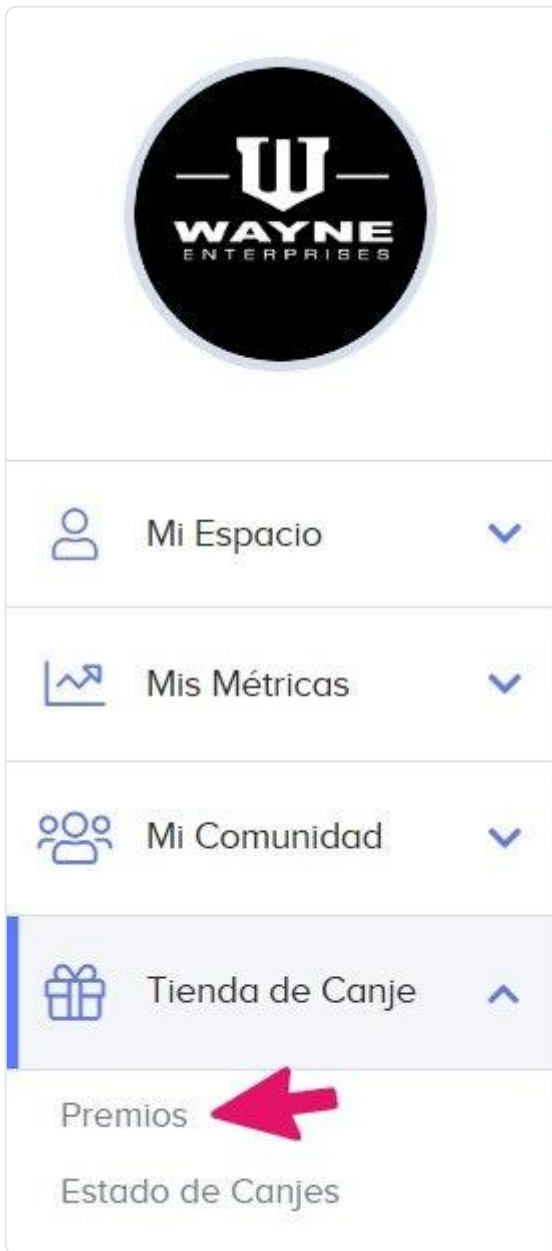 WAYNE
ENTERPRISES
Mi Espacio
Mis Métricas
Mi Comunidad
Tienda de Canje
Premios
Estado de Canjes